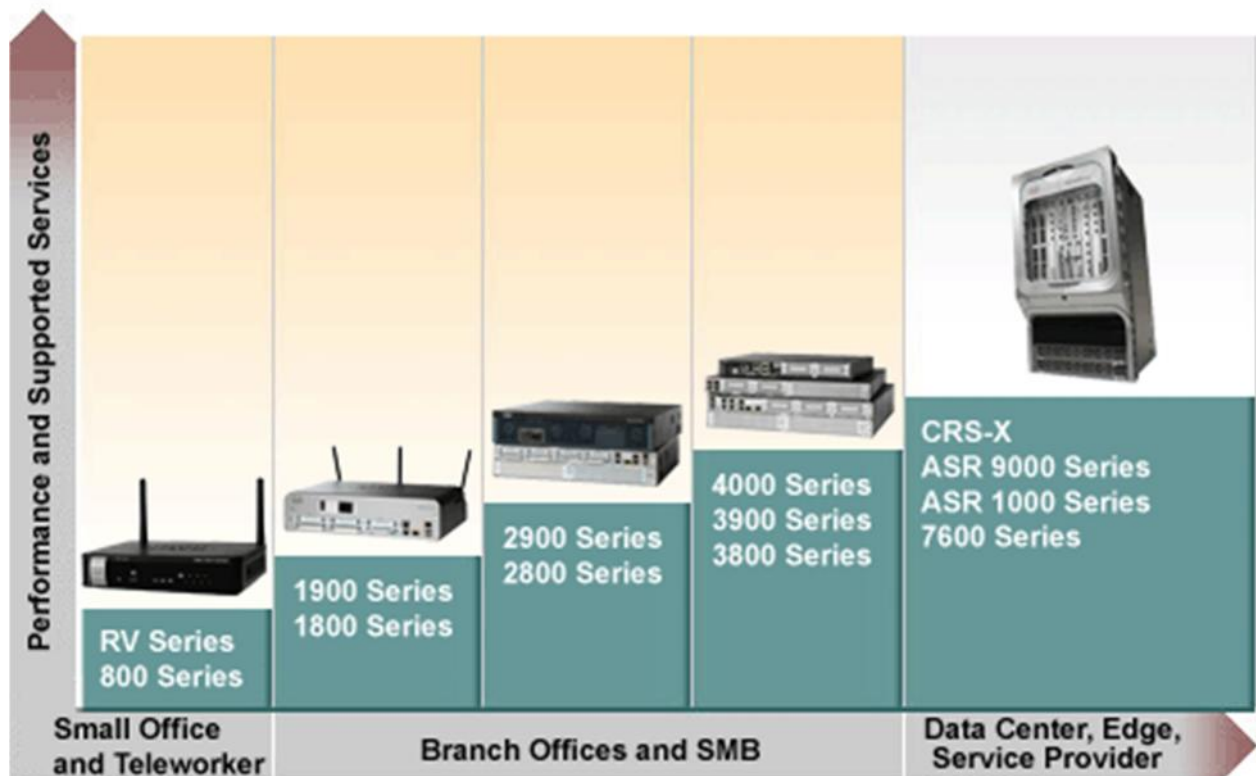 Performance and Supported Services
RV Series
800 Series
1900 Series
1800 Series
2900 Series
2800 Series
4000 Series
3900 Series
3800 Series
CRS-X
ASR 9000 Series
ASR 1000 Series
7600 Series
Small Office
and Teleworker
Branch Offices and SMB
Data Center, Edge,
Service Provider